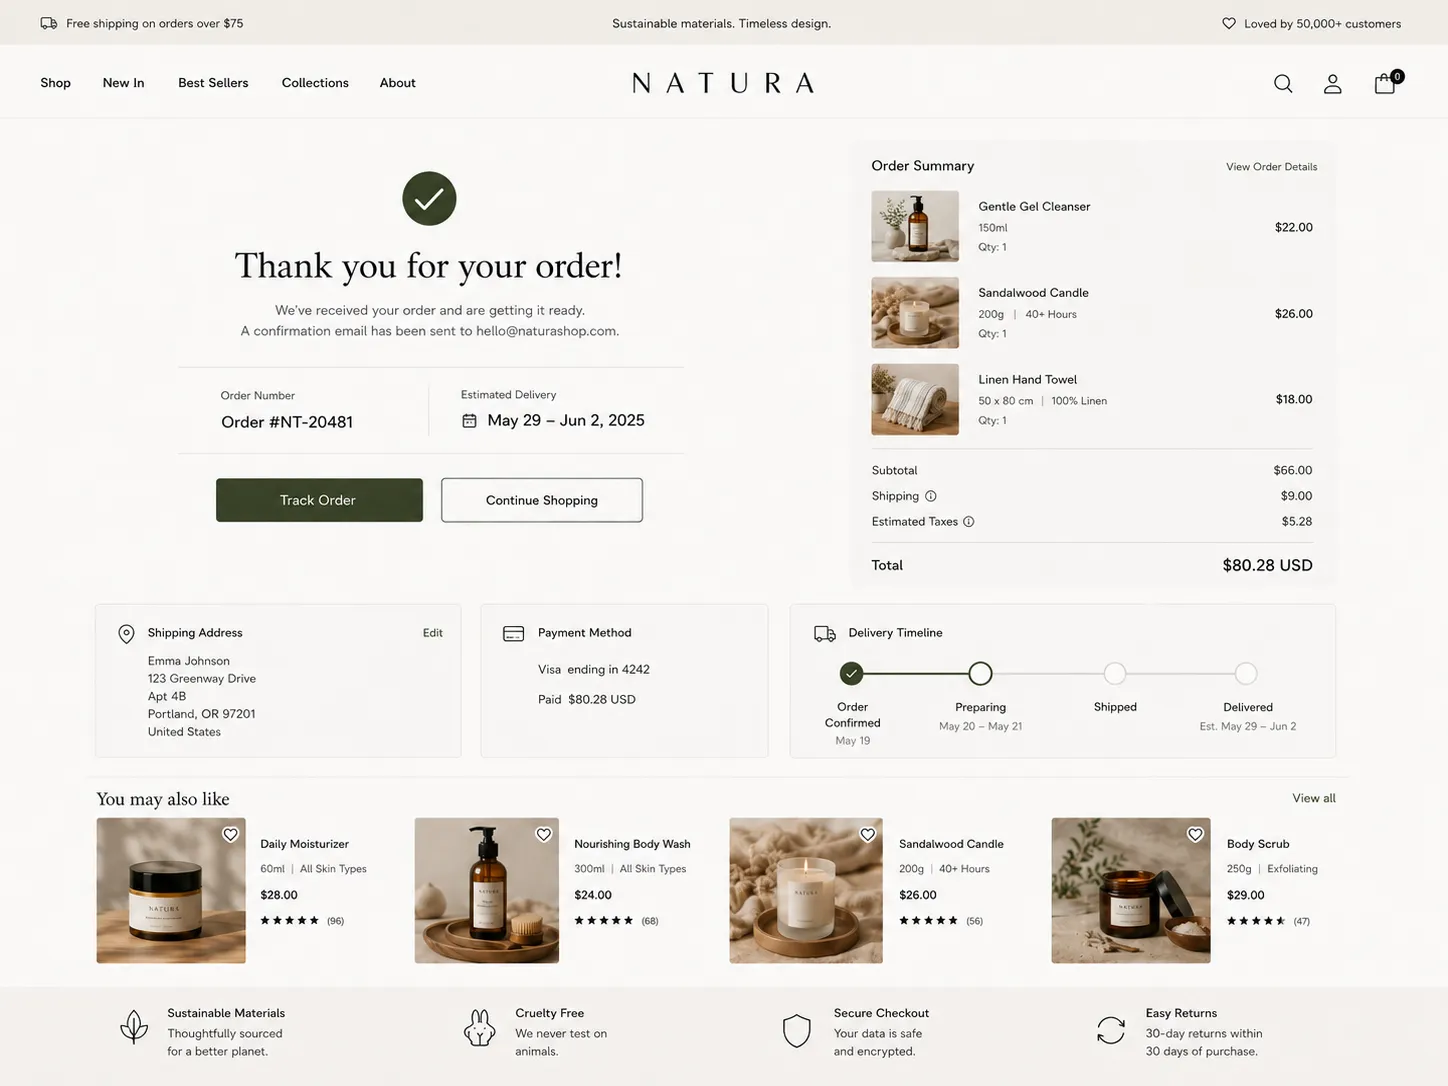 Free shipping on orders over $75
Sustainable materials. Timeless design.
Loved by 50,000+ customers
Shop
New In
Best Sellers
Collections
About
NATURA
0
Thank you for your order!
We've received your order and are getting it ready.
A confirmation email has been sent to hello@naturashop.com.
Order Number
Order #NT-20481
Estimated Delivery
May 29 – Jun 2, 2025
Track Order
Continue Shopping
Order Summary
View Order Details
Gentle Gel Cleanser
150ml
Qty: 1
$22.00
Sandalwood Candle
200g | 40+ Hours
Qty: 1
$26.00
Linen Hand Towel
50 x 80 cm | 100% Linen
Qty: 1
$18.00
Subtotal
$66.00
Shipping
$9.00
Estimated Taxes
$5.28
Total
$80.28 USD
Shipping Address
Edit
Emma Johnson
123 Greenway Drive
Apt 4B
Portland, OR 97201
United States
Payment Method
Visa ending in 4242
Paid $80.28 USD
Delivery Timeline
Order
Confirmed
May 19
Preparing
May 20 – May 21
Shipped
Delivered
Est. May 29 – Jun 2
You may also like
View all
NATURA
Daily Moisturizer
60ml | All Skin Types
$28.00
(96)
NATURA
Nourishing Body Wash
300ml | All Skin Types
$24.00
(68)
NATURA
Sandalwood Candle
200g | 40+ Hours
$26.00
(56)
NATURA
Body Scrub
250g | Exfoliating
$29.00
(47)
Sustainable Materials
Thoughtfully sourced
for a better planet.
Cruelty Free
We never test on
animals.
Secure Checkout
Your data is safe
and encrypted.
Easy Returns
30-day returns within
30 days of purchase.